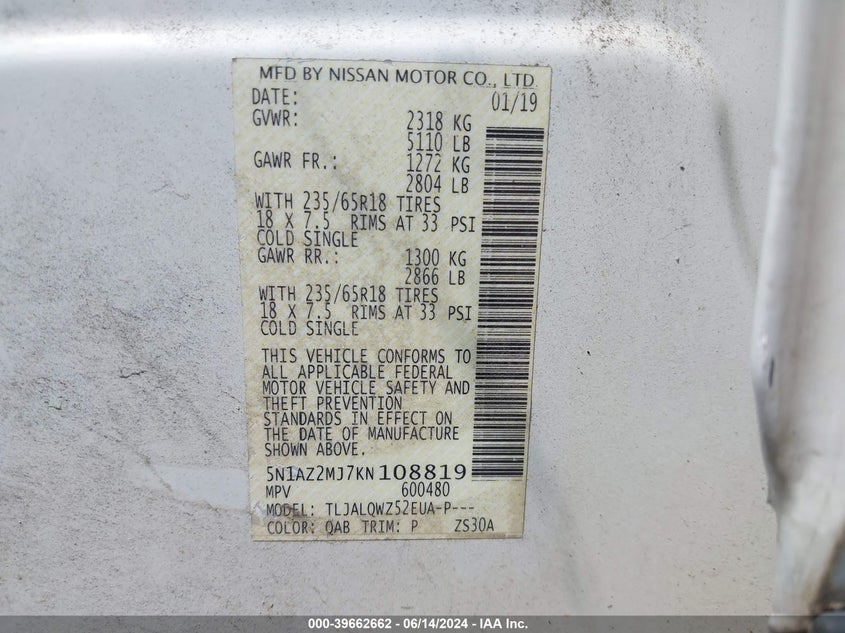 MFD BY NISSAN MOTOR CO., LTD.
DATE: 01/19
GVWR: 2318 KG
5110 LB
GAWR FR.: 1272 KG
2804 LB
WITH 235/65R18 TIRES
18 X 7.5 RIMS AT 33 PSI
COLD SINGLE
GAWR RR.: 1300 KG
2866 LB
WITH 235/65R18 TIRES
18 X 7.5 RIMS AT 33 PSI
COLD SINGLE
THIS VEHICLE CONFORMS TO
ALL APPLICABLE FEDERAL
MOTOR VEHICLE SAFETY AND
THEFT PREVENTION
STANDARDS IN EFFECT ON
THE DATE OF MANUFACTURE
SHOWN ABOVE.
5N1AZ2MJ7KN108819
MPV 600480
MODEL: TLJALQWZ52EUA-P---
COLOR: QAB TRIM: P ZS30A
000-39662662 - 06/14/2024 - IAA Inc.